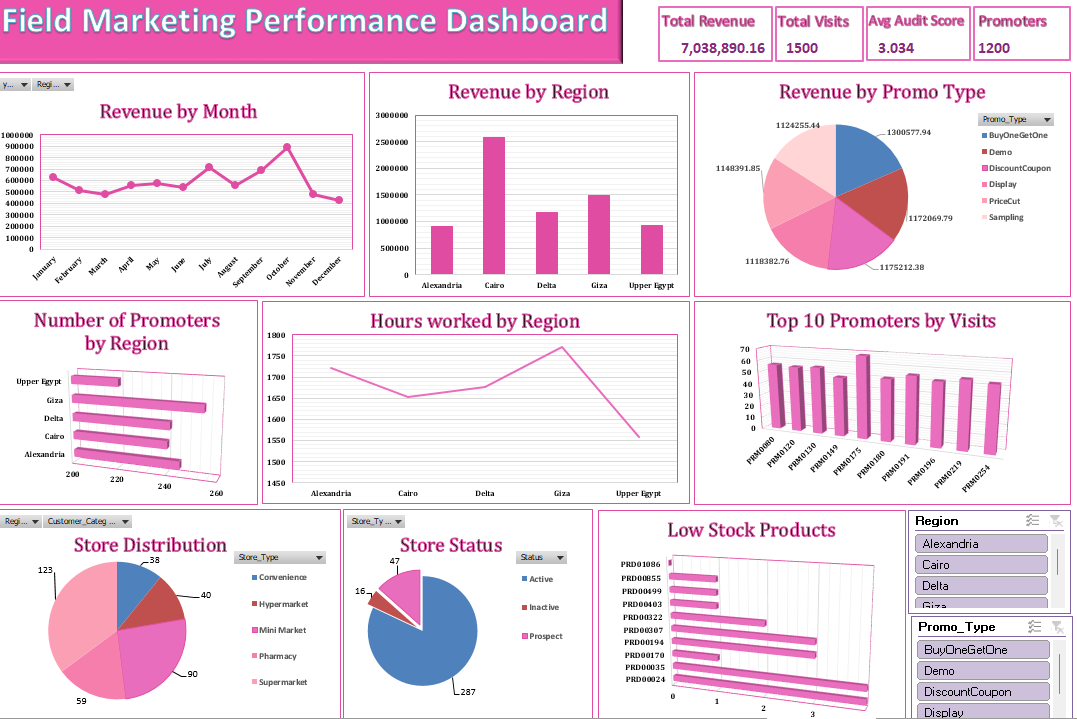 Field Marketing Performance Dashboard
Total Revenue
7,038,890.16
Total Visits
1500
Avg Audit Score
3.034
Promoters
1200
y...
Regi...
Revenue by Month
1000000
900000
800000
700000
600000
500000
400000
300000
200000
100000
0
January
February
March
April
May
June
July
August
September
October
November
December
Revenue by Region
3000000
2500000
2000000
1500000
1000000
500000
0
Alexandria
Cairo
Delta
Giza
Upper Egypt
Revenue by Promo Type
1124255.44
1300577.94
1148391.85
1172069.79
1118382.76
1175212.38
Promo_Type
BuyOneGetOne
Demo
DiscountCoupon
Display
PriceCut
Sampling
Number of Promoters
by Region
Upper Egypt
Giza
Delta
Cairo
Alexandria
200
220
240
260
Hours worked by Region
1800
1750
1700
1650
1600
1550
1500
1450
Alexandria
Cairo
Delta
Giza
Upper Egypt
Top 10 Promoters by Visits
70
60
50
40
30
20
10
0
PRM0080
PRM0120
PRM0130
PRM0149
PRM0175
PRM0180
PRM0191
PRM0196
PRM0219
PRM0254
Regi...
Customer_Categ ...
Store Distribution
38
123
40
90
59
Store_Type
Convenience
Hypermarket
Mini Market
Pharmacy
Supermarket
Store_Ty ...
Store Status
47
16
287
Status
Active
Inactive
Prospect
Low Stock Products
PRD01086
PRD00855
PRD00499
PRD00403
PRD00322
PRD00307
PRD00194
PRD00170
PRD00035
PRD00024
0
1
2
3
Region
Alexandria
Cairo
Delta
Giza
Promo_Type
BuyOneGetOne
Demo
DiscountCoupon
Display